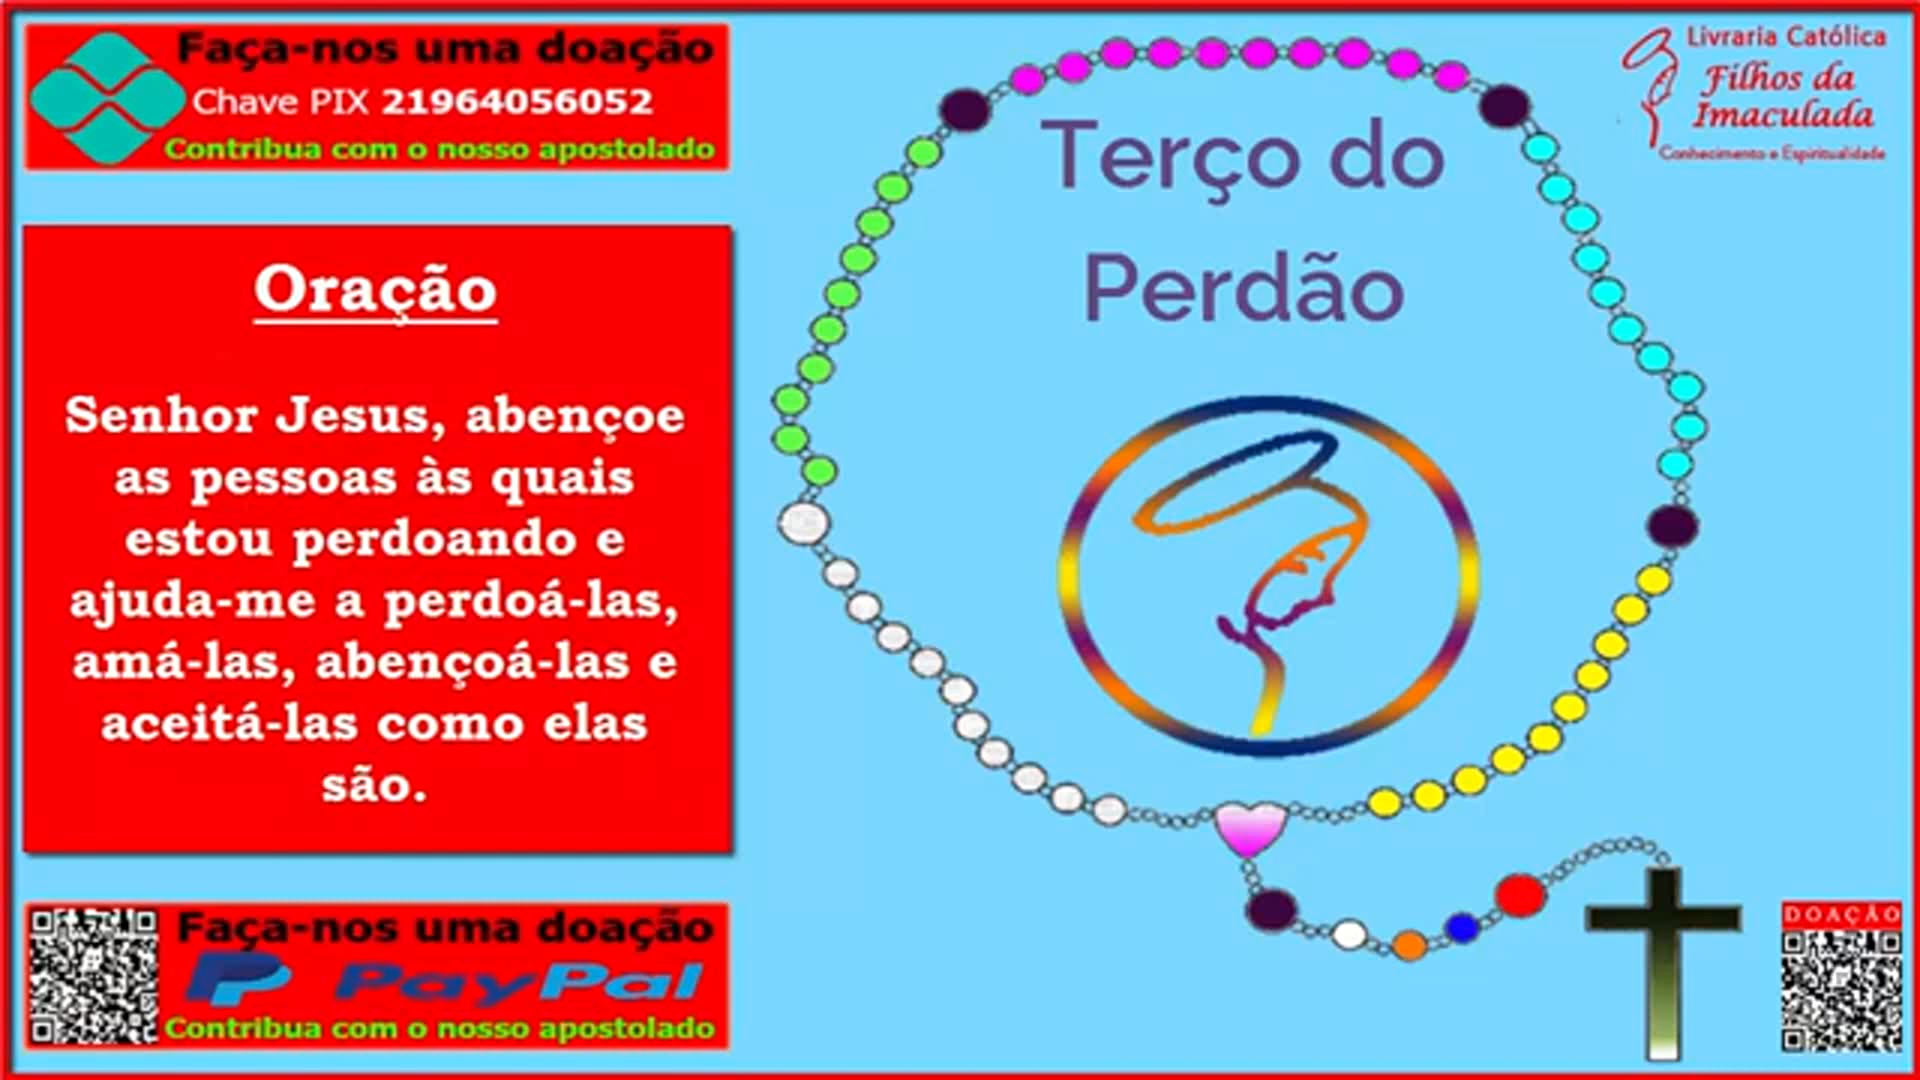 Faça-nos uma doação
Chave PIX 21964056052
Contribua com o nosso apostolado
Livraria Católica
Filhos da
Imaculada
Conhecimento e Espiritualidade
Terço do
Perdão
Oração
Senhor Jesus, abençoe
as pessoas às quais
estou perdoando e
ajuda-me a perdoá-las,
amá-las, abençoá-las e
aceitá-las como elas
são.
Faça-nos uma doação
PayPal
Contribua com o nosso apostolado
DOAÇÃO